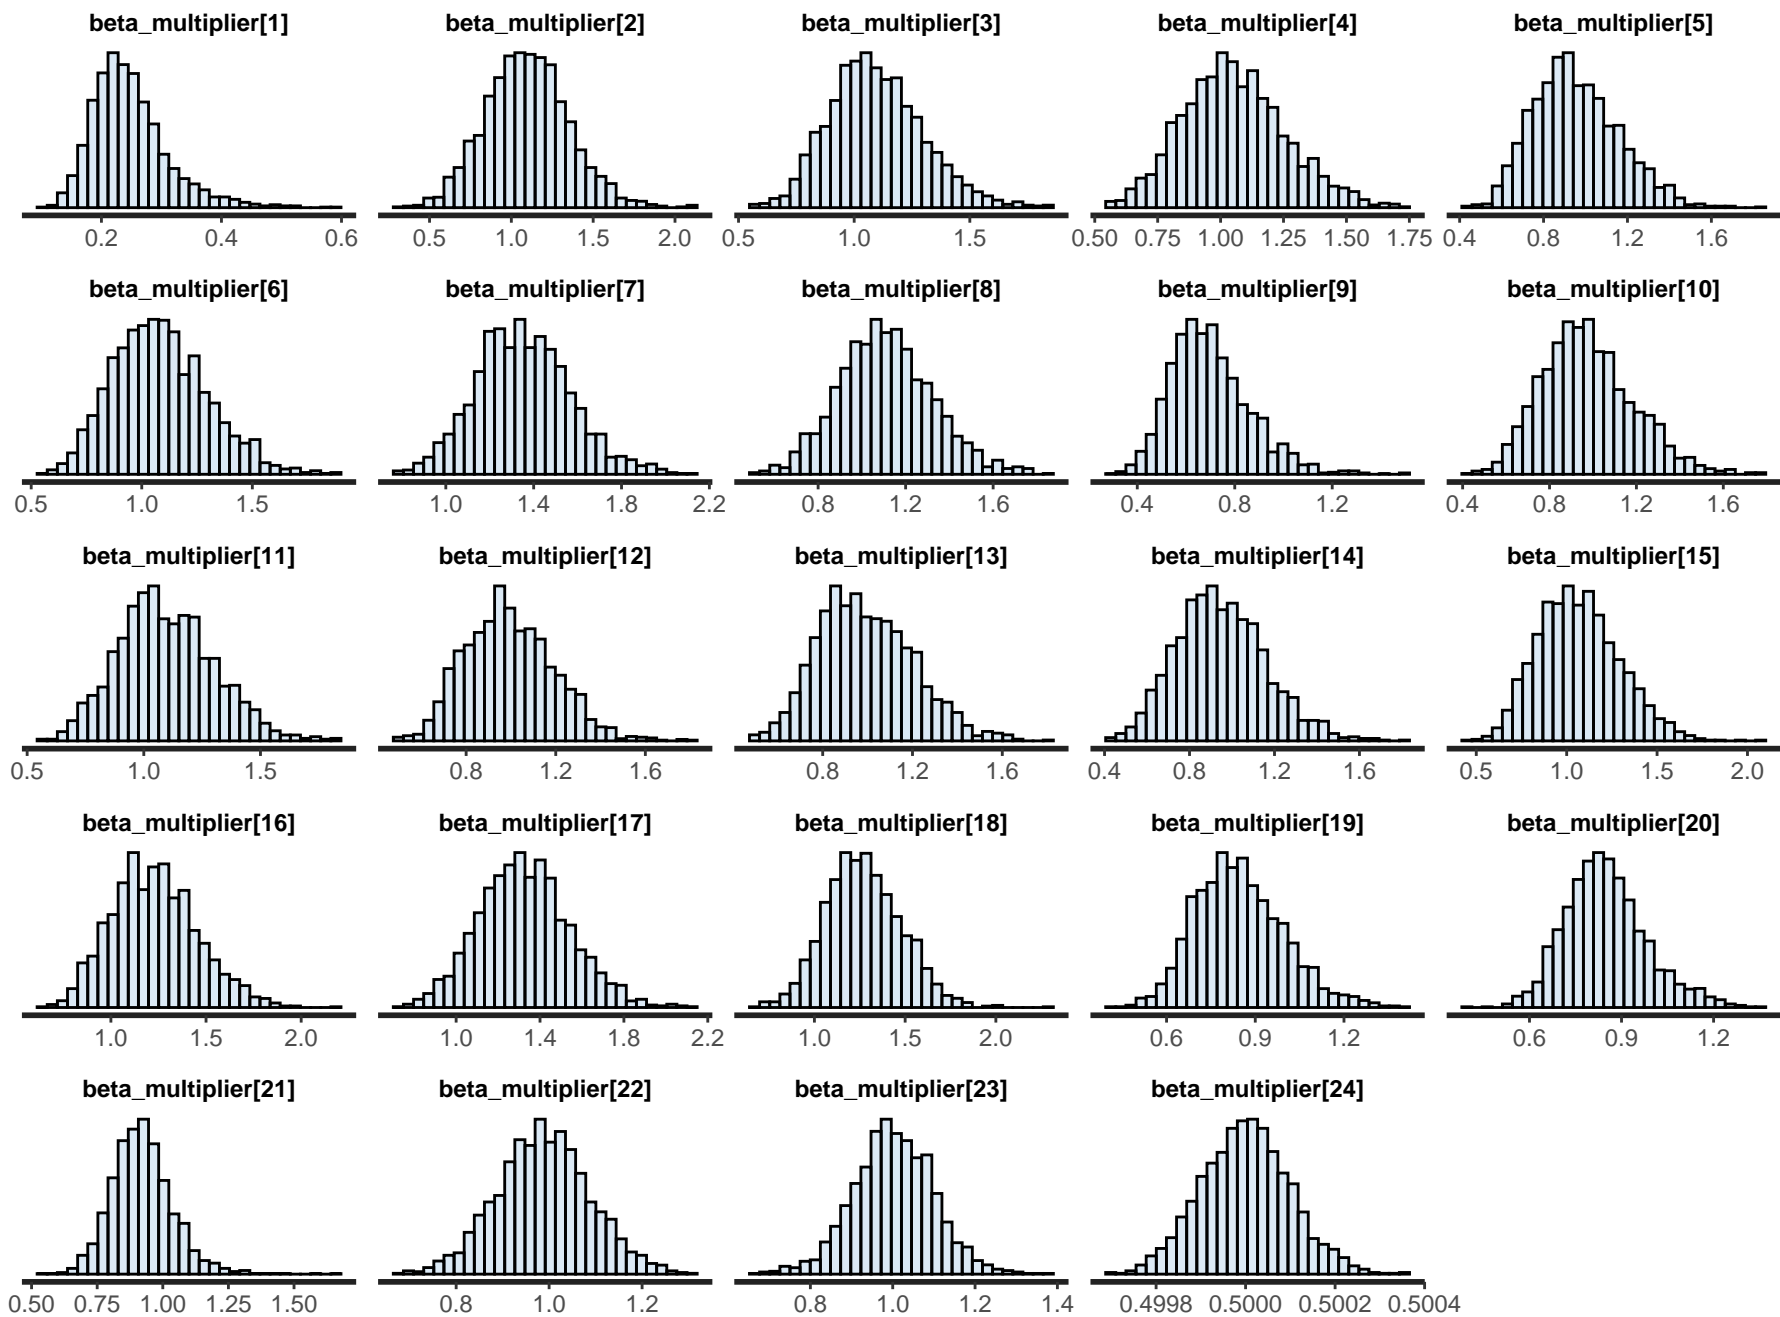 beta_multiplier[1] beta_multiplier[2] beta_multiplier[3] beta_multiplier[4] beta_multiplier[5]
0.2 0.4 0.6 0.5 1.0 1.5 2.0 0.5 1.0 1.5 0.50 0.75 1.00 1.25 1.50 1.75 0.4 0.8 1.2 1.6
beta_multiplier[6] beta_multiplier[7] beta_multiplier[8] beta_multiplier[9] beta_multiplier[10]
0.5 1.0 1.5 1.0 1.4 1.8 2.2 0.8 1.2 1.6 0.4 0.8 1.2 0.4 0.8 1.2 1.6
beta_multiplier[11] beta_multiplier[12] beta_multiplier[13] beta_multiplier[14] beta_multiplier[15]
0.5 1.0 1.5 0.8 1.2 1.6 0.8 1.2 1.6 0.4 0.8 1.2 1.6 0.5 1.0 1.5 2.0
beta_multiplier[16] beta_multiplier[17] beta_multiplier[18] beta_multiplier[19] beta_multiplier[20]
1.0 1.5 2.0 1.0 1.4 1.8 2.2 1.0 1.5 2.0 0.6 0.9 1.2 0.6 0.9 1.2
beta_multiplier[21] beta_multiplier[22] beta_multiplier[23] beta_multiplier[24]
0.50 0.75 1.00 1.25 1.50 0.8 1.0 1.2 0.8 1.0 1.2 1.4 0.4998 0.5000 0.5002 0.5004